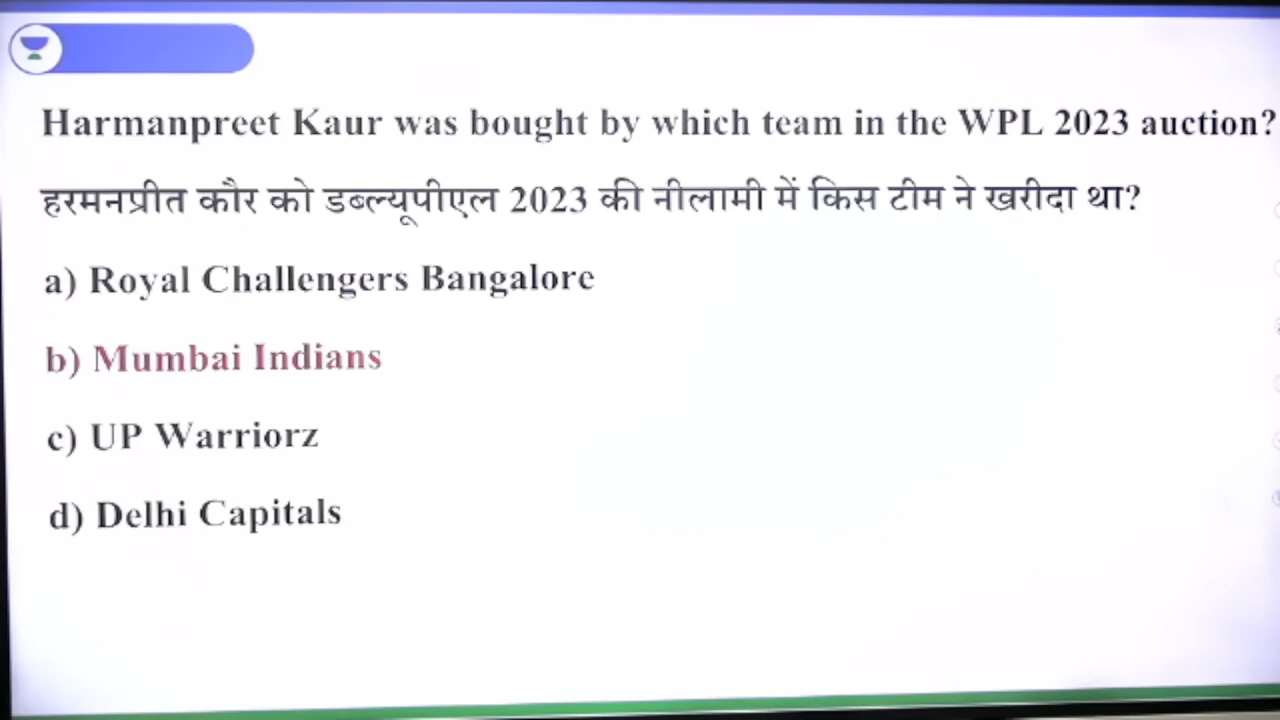 Harmanpreet Kaur was bought by which team in the WPL 2023 auction?
हरमनप्रीत कौर को डब्ल्यूपीएल 2023 की नीलामी में किस टीम ने खरीदा था?
a) Royal Challengers Bangalore
b) Mumbai Indians
c) UP Warriorz
d) Delhi Capitals